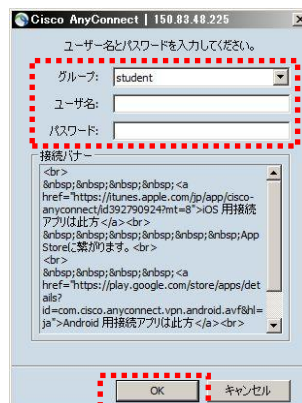 Cisco AnyConnect | 150.83.48.225
ユーザー名とパスワードを入力してください。
グループ: student
ユーザ名:
パスワード:
接続バナー
<br>
&nbsp;&nbsp;&nbsp;&nbsp;<a
href="https://itunes.apple.com/jp/app/cisco-
anyconnect/id392790924?mt=8">iOS 用接続
アプリは此方</a><br>
&nbsp;&nbsp;&nbsp;&nbsp;&nbsp;&nbsp;App
Storeに繋がります。<br>
<br>
&nbsp;&nbsp;&nbsp;&nbsp;<a
href="https://play.google.com/store/apps/det
ails?
id=com.cisco.anyconnect.vpn.android.avf&hl=
ja">Android 用接続アプリは此方</a><br>
OK キャンセル